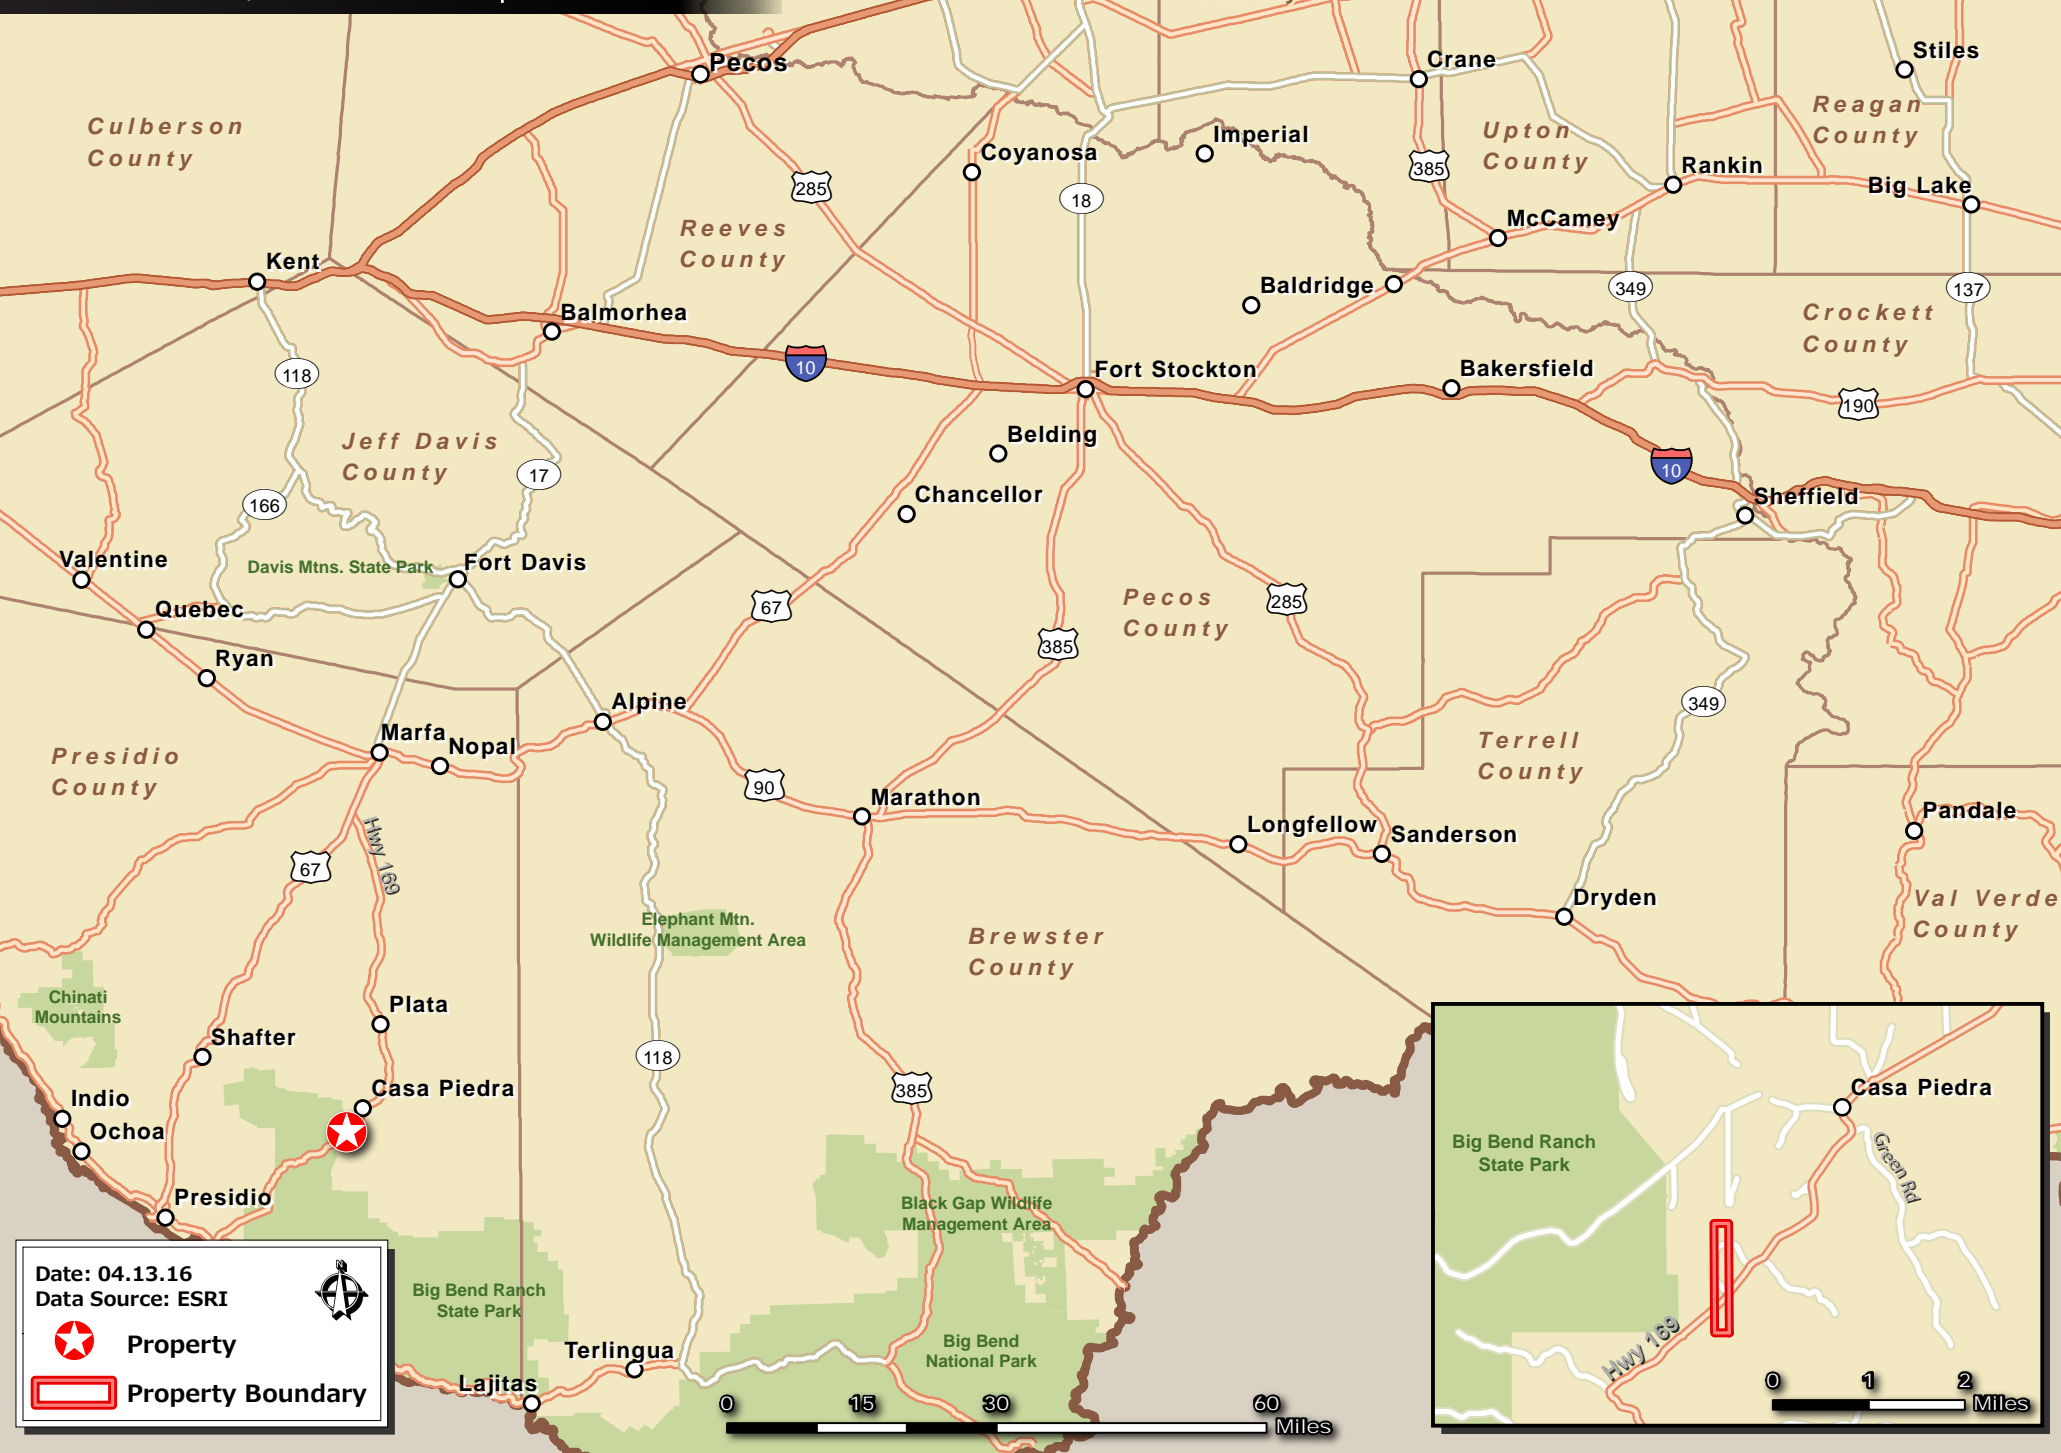 Pecos
Crane
Stiles
Culberson
County
Reagan
County
Upton
County
Imperial
Coyanosa
385
Rankin
285
18
Big Lake
McCamey
Reeves
County
Kent
Baldridge
349
137
Balmorhea
Crockett
County
10
118
Fort Stockton
Bakersfield
190
Jeff Davis
County
Belding
10
17
Chancellor
Sheffield
166
Valentine
Davis Mtns. State Park
Fort Davis
Quebec
67
Pecos
County
285
385
Ryan
Alpine
349
Marfa
Nopal
Terrell
County
Presidio
County
90
Marathon
Pandale
Longfellow
Sanderson
Hwy 169
67
Dryden
Val Verde
County
Elephant Mtn.
Wildlife Management Area
Brewster
County
Chinati
Mountains
Plata
Shafter
118
Casa Piedra
385
Indio
Ochoa
Presidio
Black Gap Wildlife
Management Area
Big Bend Ranch
State Park
Big Bend
National Park
Terlingua
Lajitas
0
15
30
60
Miles
N
Date: 04.13.16
Data Source: ESRI
Property
Property Boundary
Casa Piedra
Big Bend Ranch
State Park
Green Rd
Hwy 169
0
1
2
Miles